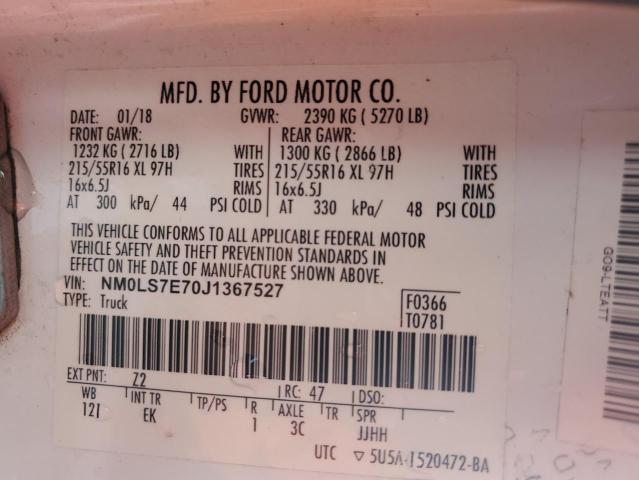 MFD. BY FORD MOTOR CO.
DATE: 01/18 GVWR: 2390 KG ( 5270 LB)
FRONT GAWR: REAR GAWR:
1232 KG ( 2716 LB) WITH 1300 KG ( 2866 LB) WITH
215/55R16 XL 97H TIRES 215/55R16 XL 97H TIRES
16x6.5J RIMS 16x6.5J RIMS
AT 300 kPa/ 44 PSI COLD AT 330 kPa/ 48 PSI COLD
THIS VEHICLE CONFORMS TO ALL APPLICABLE FEDERAL MOTOR
VEHICLE SAFETY AND THEFT PREVENTION STANDARDS IN
EFFECT ON THE DATE OF MANUFACTURE SHOWN ABOVE.
VIN: NM0LS7E70J1367527
TYPE: Truck
F0366
T0781
EXT PNT: Z2 RC: 47 DSO:
WB INT TR TP/PS R AXLE TR SPR
12I EK 1 3C JJHH
UTC ▽ 5U5A-1520472-BA
GO9-LTEATT